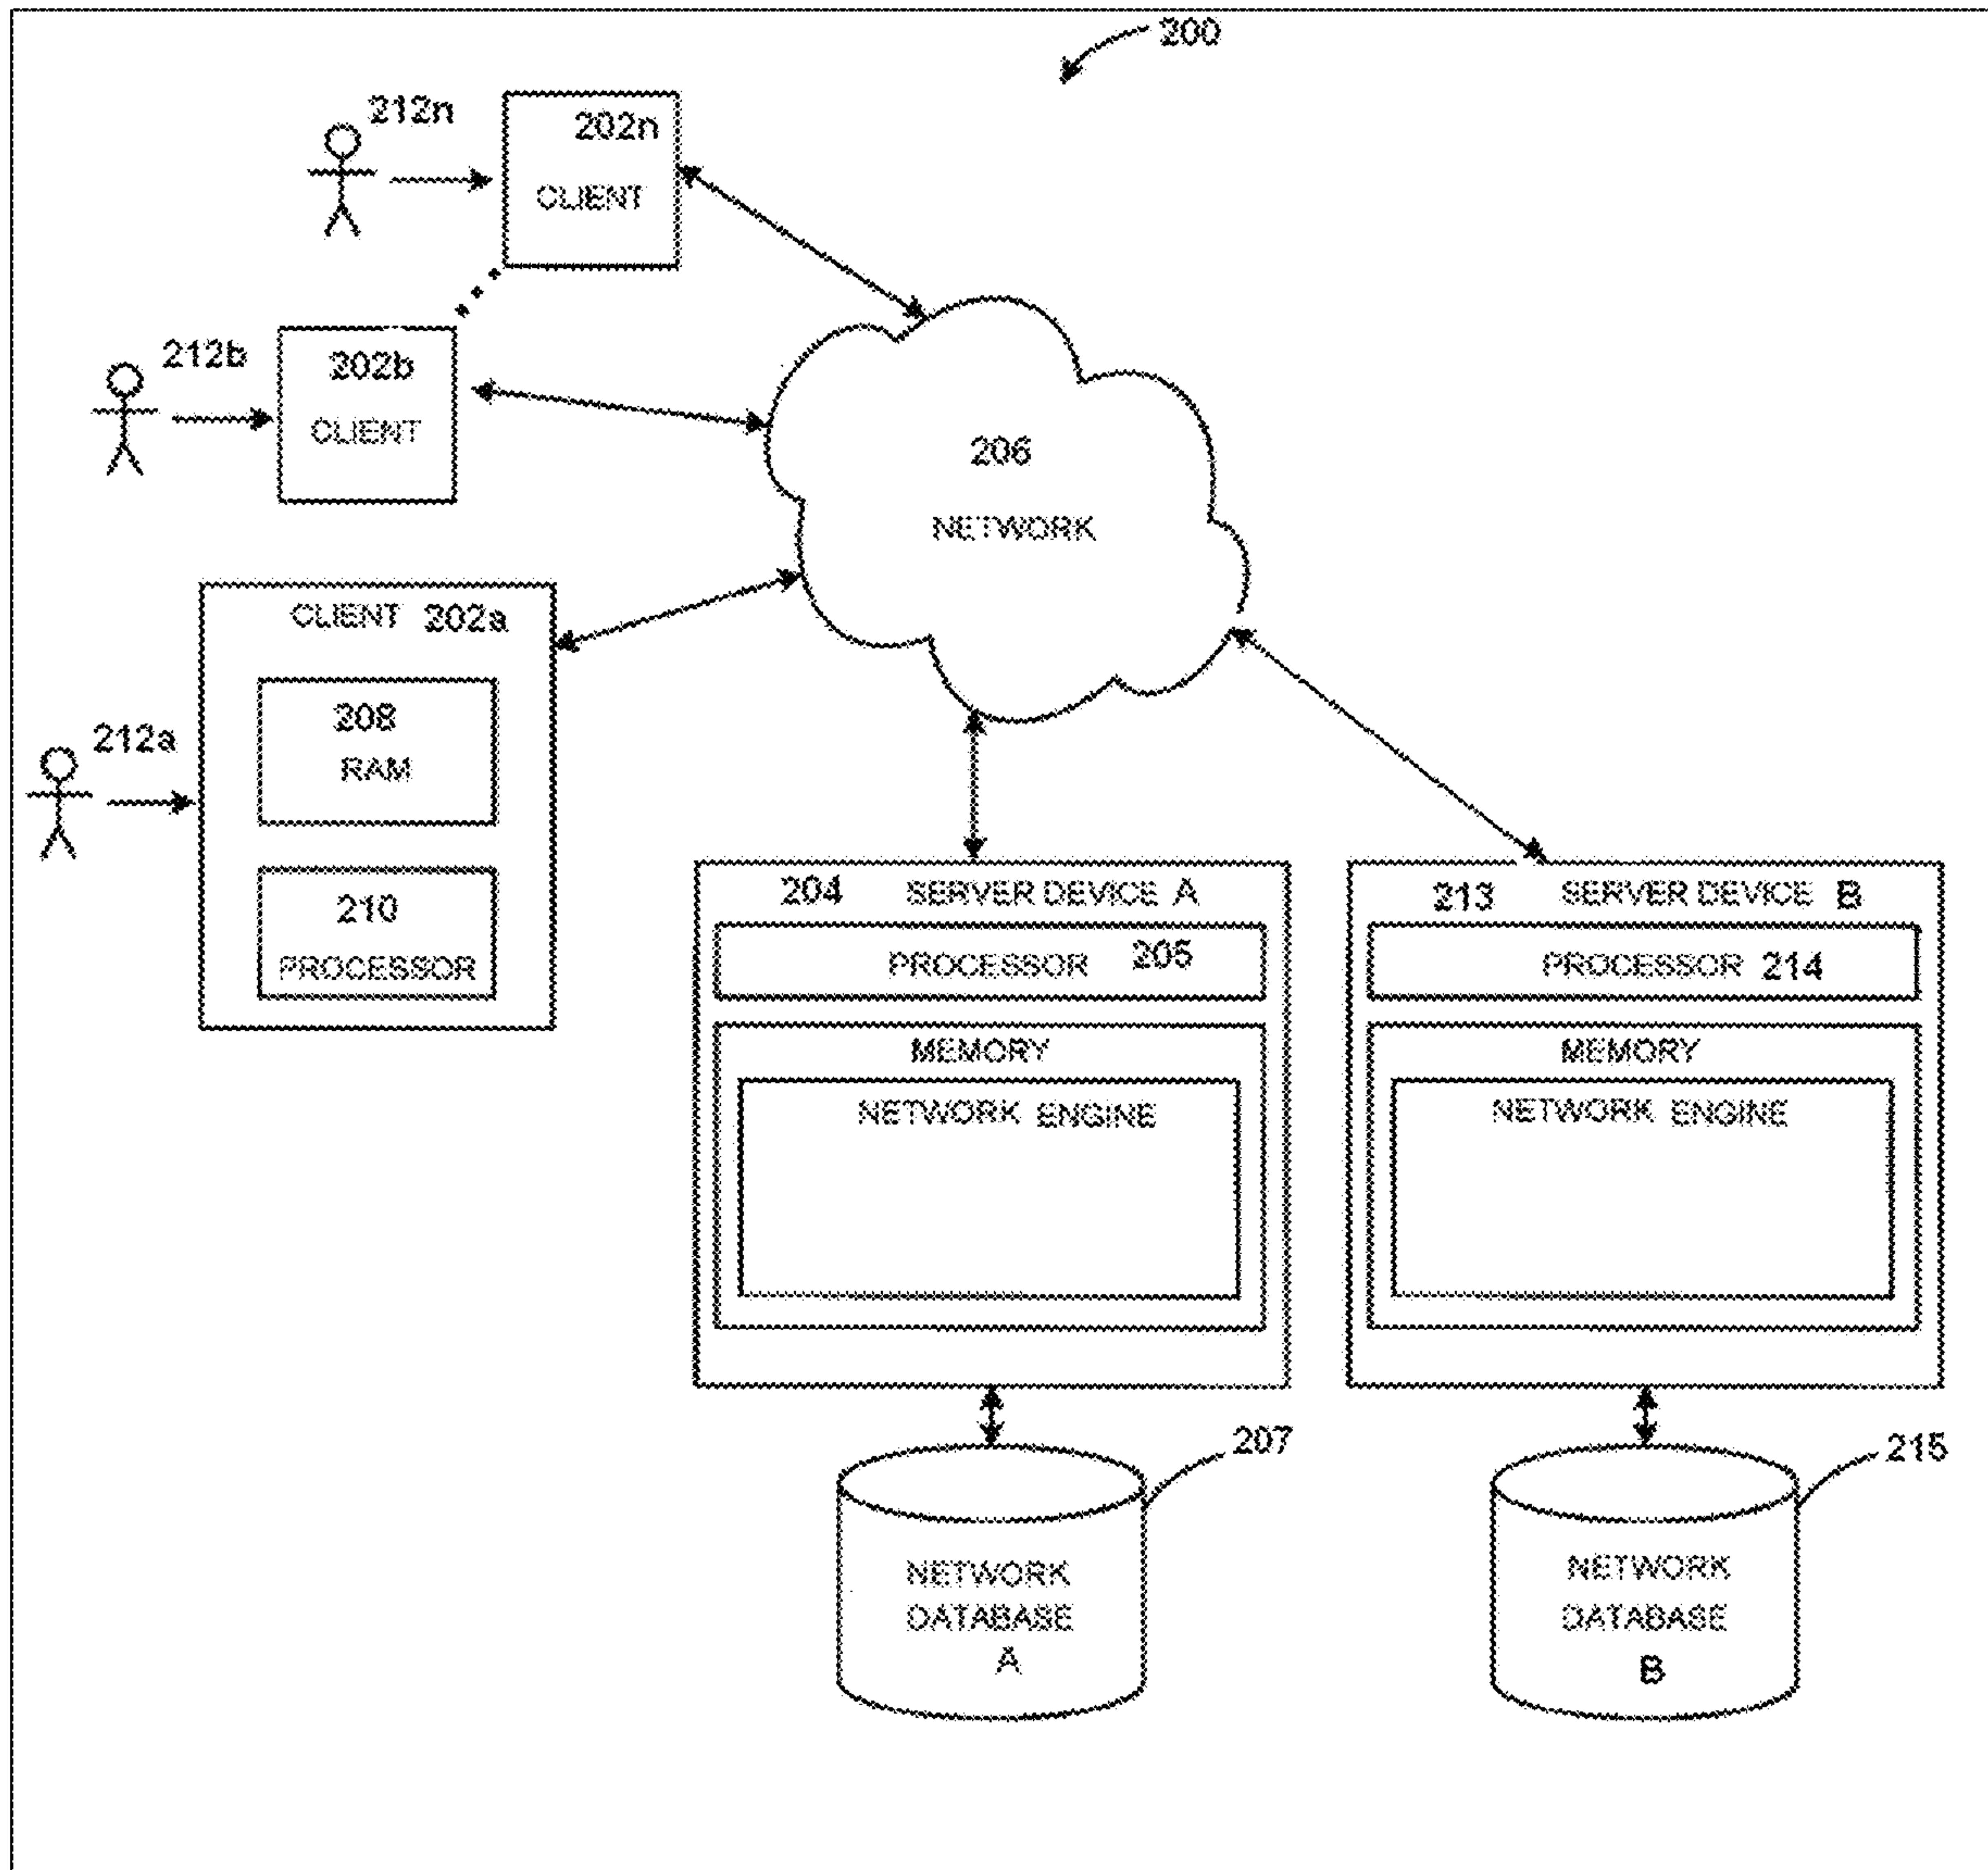 200
212n
202n
CLIENT
212b
202b
CLIENT
206
NETWORK
CLIENT 202a
208
RAM
212a
210
PROCESSOR
204 SERVER DEVICE A
PROCESSOR 205
MEMORY
NETWORK ENGINE
213 SERVER DEVICE B
PROCESSOR 214
MEMORY
NETWORK ENGINE
207
NETWORK
DATABASE
A
215
NETWORK
DATABASE
B